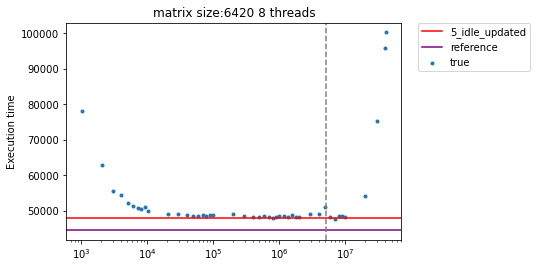 matrix size:6420 8 threads
Execution time
100000
90000
80000
70000
60000
50000
10³
10⁴
10⁵
10⁶
10⁷
5_idle_updated
reference
true